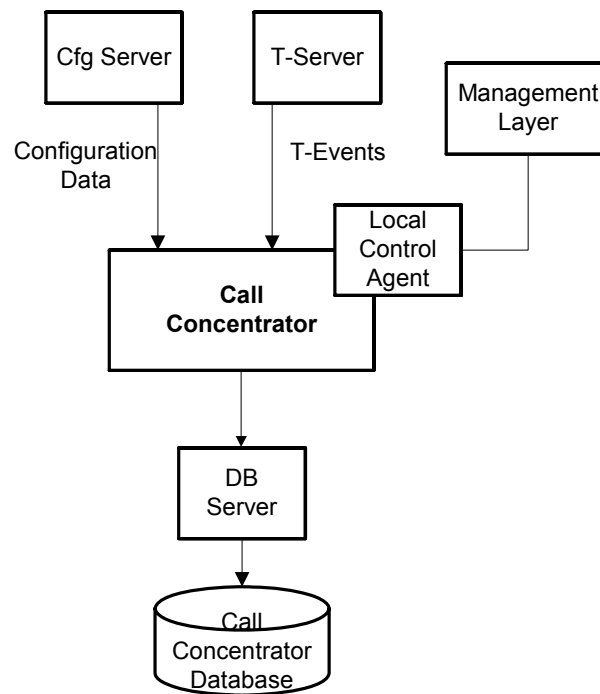 Cfg Server
T-Server
Management
Layer
Configuration
Data
T-Events
Local
Control
Agent
Call
Concentrator
DB
Server
Call
Concentrator
Database